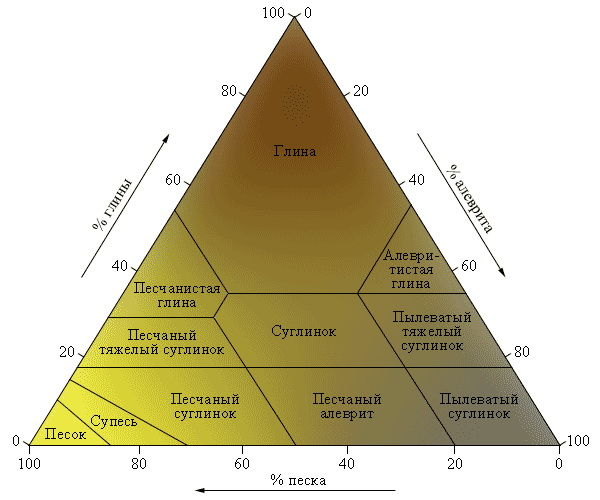 100 0
80 20
Глина
60 40
% глины
% алеврита
Алеври-
тистая
глина
40 60
Песчанистая
глина
Песчаный
тяжелый суглинок
Суглинок
Пылеватый
тяжелый
суглинок
20 80
Песчаный
суглинок
Песчаный
алеврит
Пылеватый
суглинок
Супесь
Песок
0 100
100 80 60 40 20 0
% песка